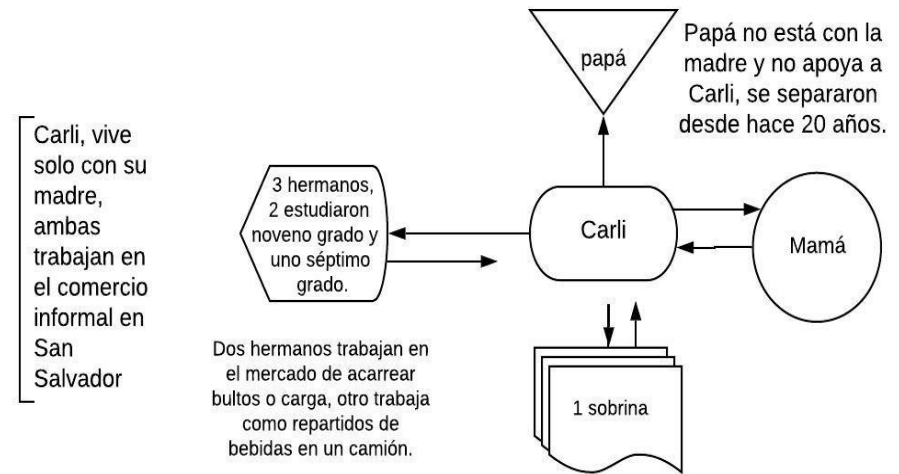 papá
Papá no está con la
madre y no apoya a
Carli, se separaron
desde hace 20 años.
Carli, vive
solo con su
madre,
ambas
trabajan en
el comercio
informal en
San
Salvador
3 hermanos,
2 estudiaron
noveno grado y
uno séptimo
grado.
Carli
Mamá
Dos hermanos trabajan en
el mercado de acarrear
bultos o carga, otro trabaja
como repartidos de
bebidas en un camión.
1 sobrina